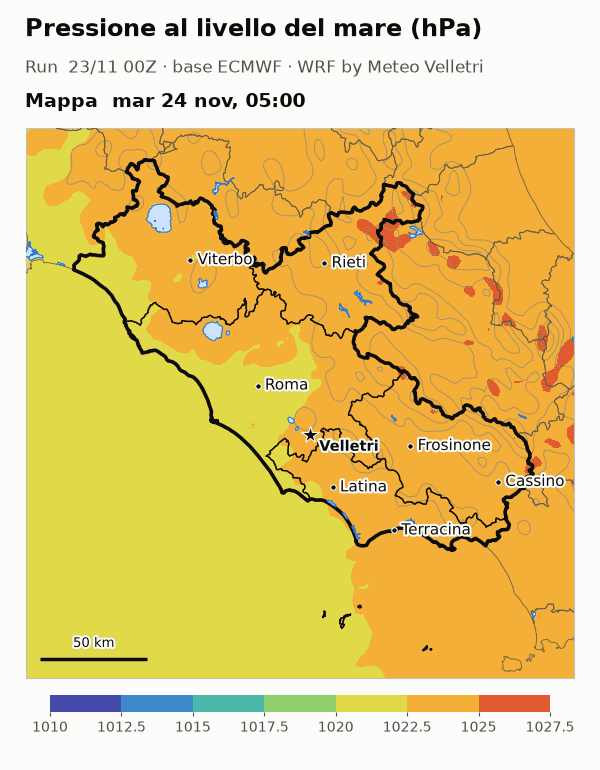 Pressione al livello del mare (hPa)
Run 23/11 00Z · base ECMWF · WRF by Meteo Velletri
Mappa mar 24 nov, 05:00
Viterbo
Rieti
Roma
Velletri
Frosinone
Cassino
Latina
Terracina
50 km
1010 1012.5 1015 1017.5 1020 1022.5 1025 1027.5